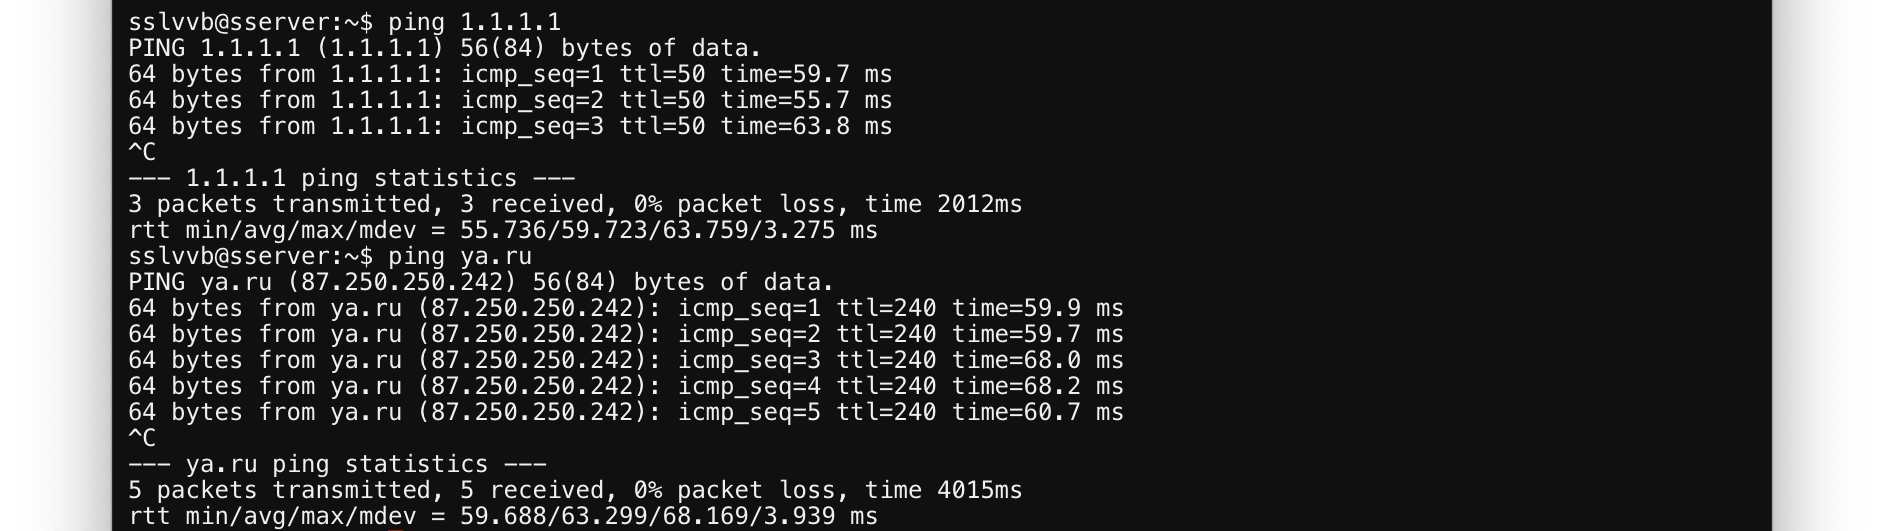 sslvvb@sserver:~$ ping 1.1.1.1
PING 1.1.1.1 (1.1.1.1) 56(84) bytes of data.
64 bytes from 1.1.1.1: icmp_seq=1 ttl=50 time=59.7 ms
64 bytes from 1.1.1.1: icmp_seq=2 ttl=50 time=55.7 ms
64 bytes from 1.1.1.1: icmp_seq=3 ttl=50 time=63.8 ms
^C
--- 1.1.1.1 ping statistics ---
3 packets transmitted, 3 received, 0% packet loss, time 2012ms
rtt min/avg/max/mdev = 55.736/59.723/63.759/3.275 ms
sslvvb@sserver:~$ ping ya.ru
PING ya.ru (87.250.250.242) 56(84) bytes of data.
64 bytes from ya.ru (87.250.250.242): icmp_seq=1 ttl=240 time=59.9 ms
64 bytes from ya.ru (87.250.250.242): icmp_seq=2 ttl=240 time=59.7 ms
64 bytes from ya.ru (87.250.250.242): icmp_seq=3 ttl=240 time=68.0 ms
64 bytes from ya.ru (87.250.250.242): icmp_seq=4 ttl=240 time=68.2 ms
64 bytes from ya.ru (87.250.250.242): icmp_seq=5 ttl=240 time=60.7 ms
^C
--- ya.ru ping statistics ---
5 packets transmitted, 5 received, 0% packet loss, time 4015ms
rtt min/avg/max/mdev = 59.688/63.299/68.169/3.939 ms